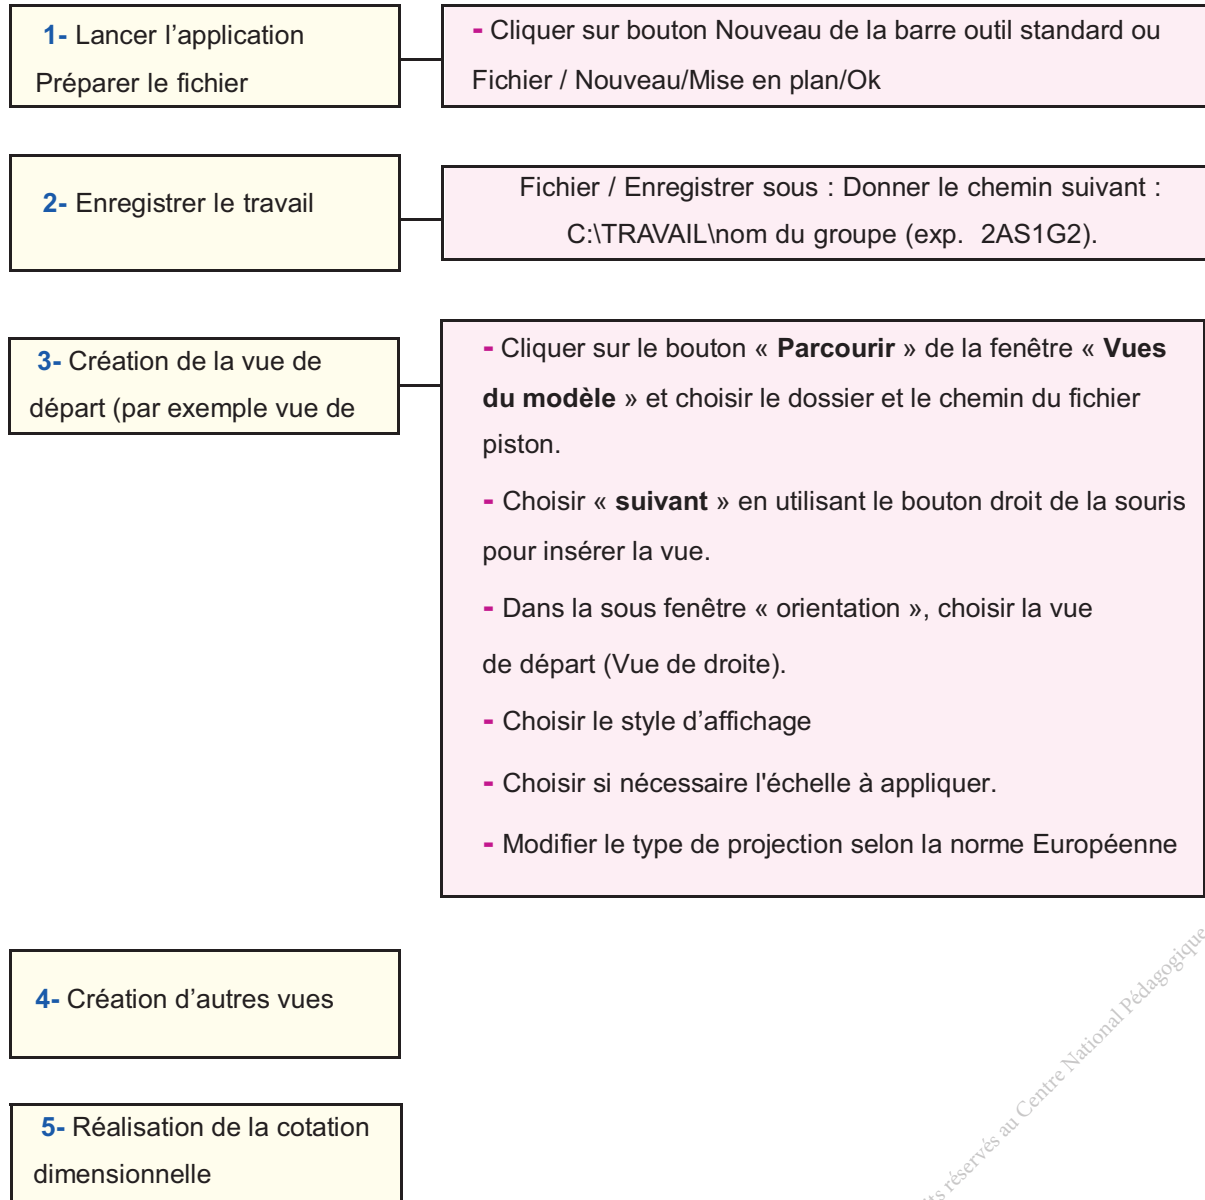 1- Lancer l’application
Préparer le fichier
- Cliquer sur bouton Nouveau de la barre outil standard ou
Fichier / Nouveau/Mise en plan/Ok
2- Enregistrer le travail
Fichier / Enregistrer sous : Donner le chemin suivant :
C:\TRAVAIL\nom du groupe (exp. 2AS1G2).
3- Création de la vue de
départ (par exemple vue de
- Cliquer sur le bouton « Parcourir » de la fenêtre « Vues
du modèle » et choisir le dossier et le chemin du fichier
piston.
- Choisir « suivant » en utilisant le bouton droit de la souris
pour insérer la vue.
- Dans la sous fenêtre « orientation », choisir la vue
de départ (Vue de droite).
- Choisir le style d’affichage
- Choisir si nécessaire l'échelle à appliquer.
- Modifier le type de projection selon la norme Européenne
4- Création d’autres vues
5- Réalisation de la cotation
dimensionnelle
réservés au Centre National Pédagogique